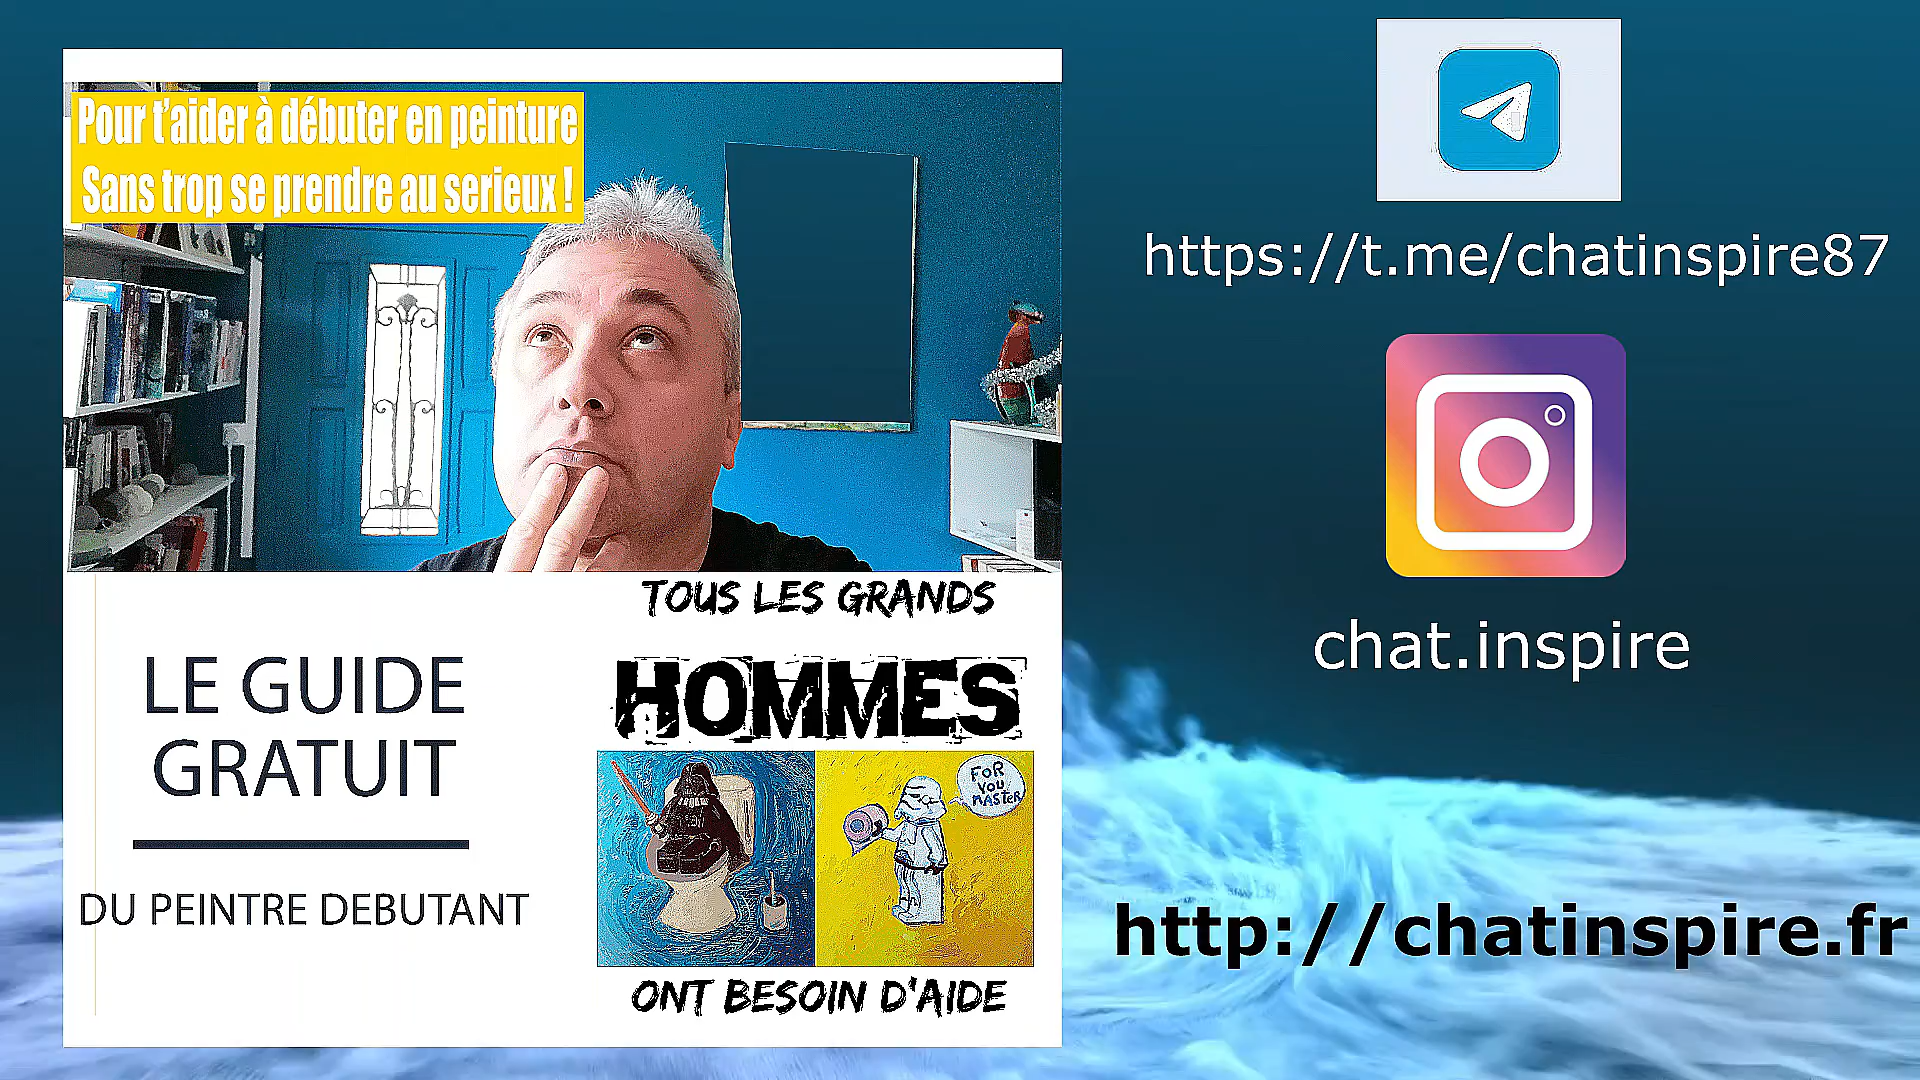 Pour t'aider à débuter en peinture
Sans trop se prendre au serieux !
LE GUIDE
GRATUIT
DU PEINTRE DEBUTANT
TOUS LES GRANDS
HOMMES
FOR
YOU
MASTER
ONT BESOIN D'AIDE
https://t.me/chatinspire87
chat.inspire
http://chatinspire.fr